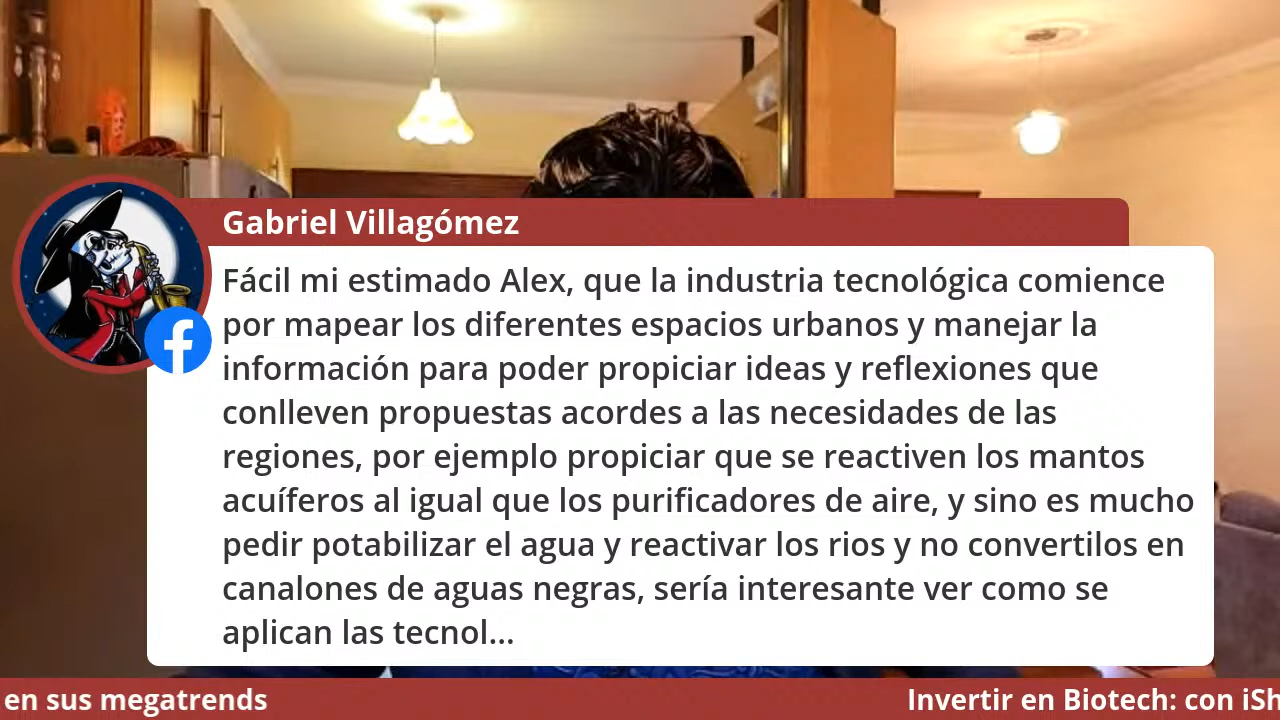 Gabriel Villagómez
Fácil mi estimado Alex, que la industria tecnológica comience
por mapear los diferentes espacios urbanos y manejar la
información para poder propiciar ideas y reflexiones que
conlleven propuestas acordes a las necesidades de las
regiones, por ejemplo propiciar que se reactiven los mantos
acuíferos al igual que los purificadores de aire, y sino es mucho
pedir potabilizar el agua y reactivar los rios y no convertilos en
canalones de aguas negras, sería interesante ver como se
aplican las tecnol...
en sus megatrends
Invertir en Biotech: con iSh